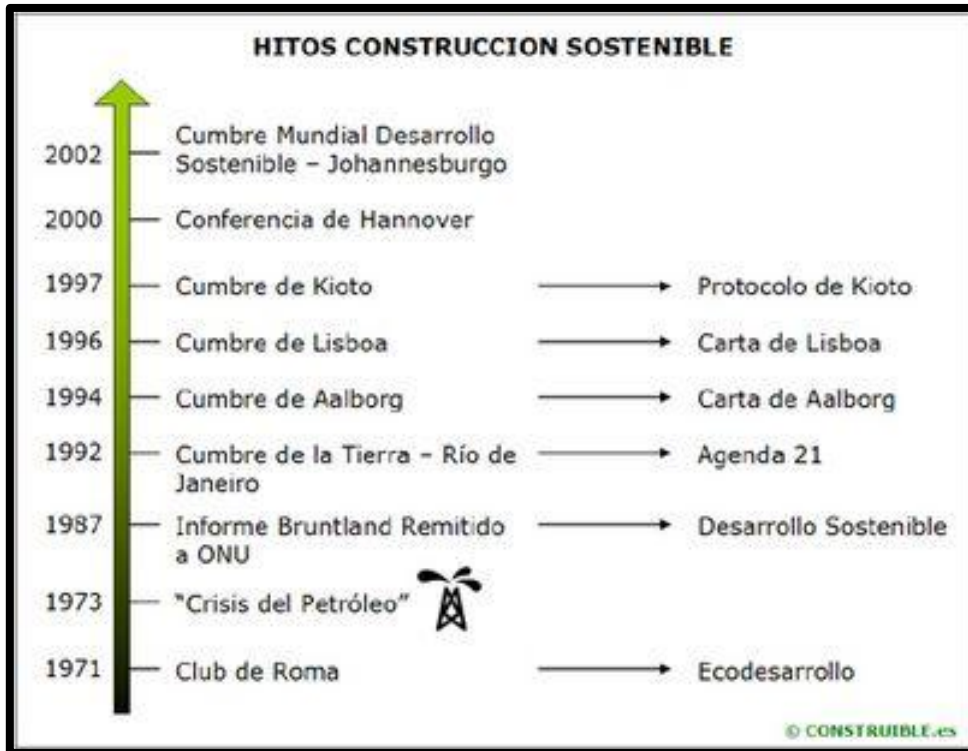 HITOS CONSTRUCCION SOSTENIBLE
2002
Cumbre Mundial Desarrollo
Sostenible – Johannesburgo
2000
Conferencia de Hannover
1997
Cumbre de Kioto
Protocolo de Kioto
1996
Cumbre de Lisboa
Carta de Lisboa
1994
Cumbre de Aalborg
Carta de Aalborg
1992
Cumbre de la Tierra – Río de
Janeiro
Agenda 21
1987
Informe Bruntland Remitido
a ONU
Desarrollo Sostenible
1973
"Crisis del Petróleo"
1971
Club de Roma
Ecodesarrollo
© CONSTRUIBLE.es